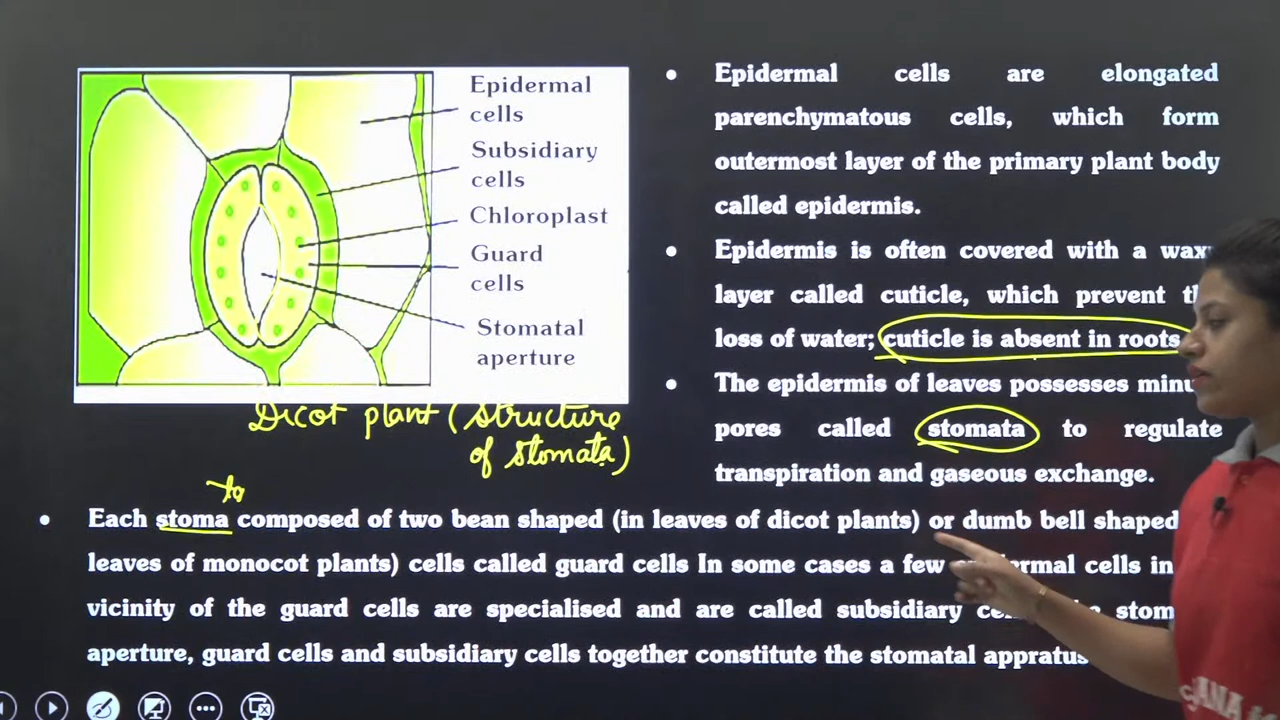 Epidermal
cells
Subsidiary
cells
Chloroplast
Guard
cells
Stomatal
aperture
Dicot plant (Structure
of Stomata)
Epidermal cells are elongated
parenchymatous cells, which form
outermost layer of the primary plant body
called epidermis.
Epidermis is often covered with a waxy
layer called cuticle, which prevent
loss of water; cuticle is absent in roots
The epidermis of leaves possesses
pores called stomata to regulate
transpiration and gaseous exchange.
to
Each stoma composed of two bean shaped (in leaves of dicot plants) or dumb bell shaped
leaves of monocot plants) cells called guard cells In some cases a few cells in
vicinity of the guard cells are specialised and are called subsidiary
aperture, guard cells and subsidiary cells together constitute the stomatal appratus